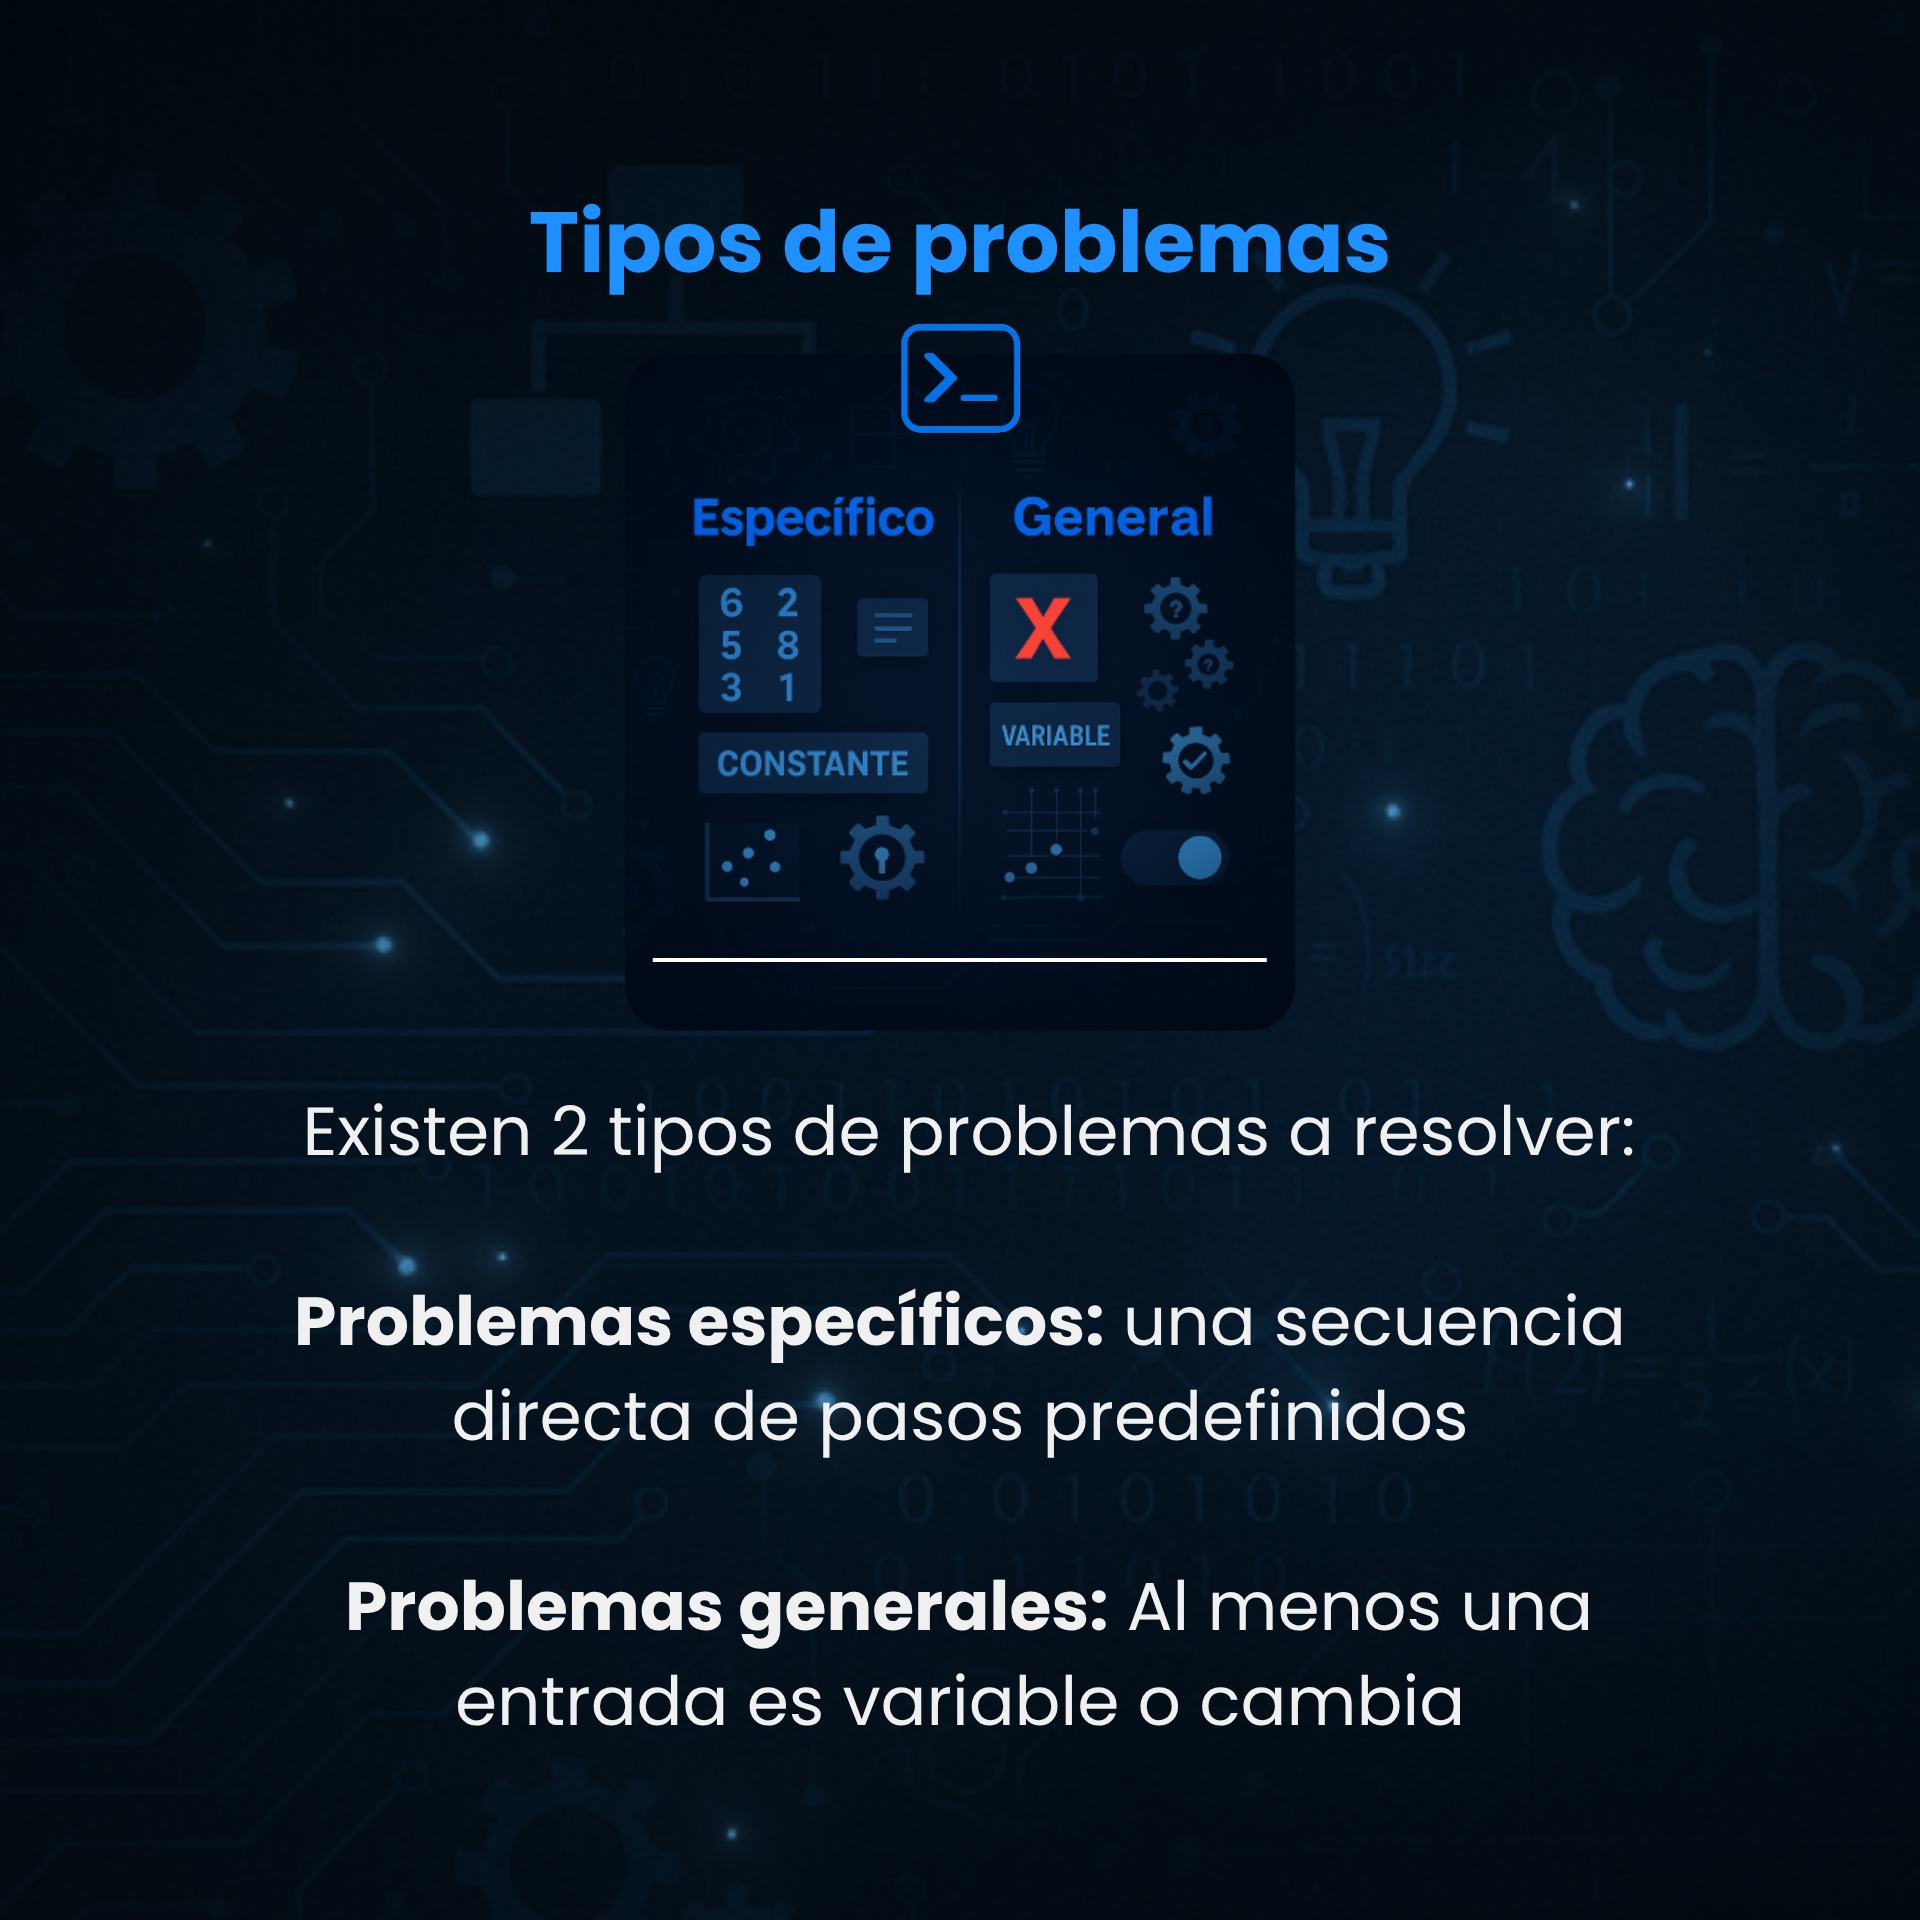 Tipos de problemas
>_
Específico
General
6 2
5 8
3 1
CONSTANTE
X
?
?
VARIABLE
Existen 2 tipos de problemas a resolver:
Problemas específicos: una secuencia
directa de pasos predefinidos
Problemas generales: Al menos una
entrada es variable o cambia